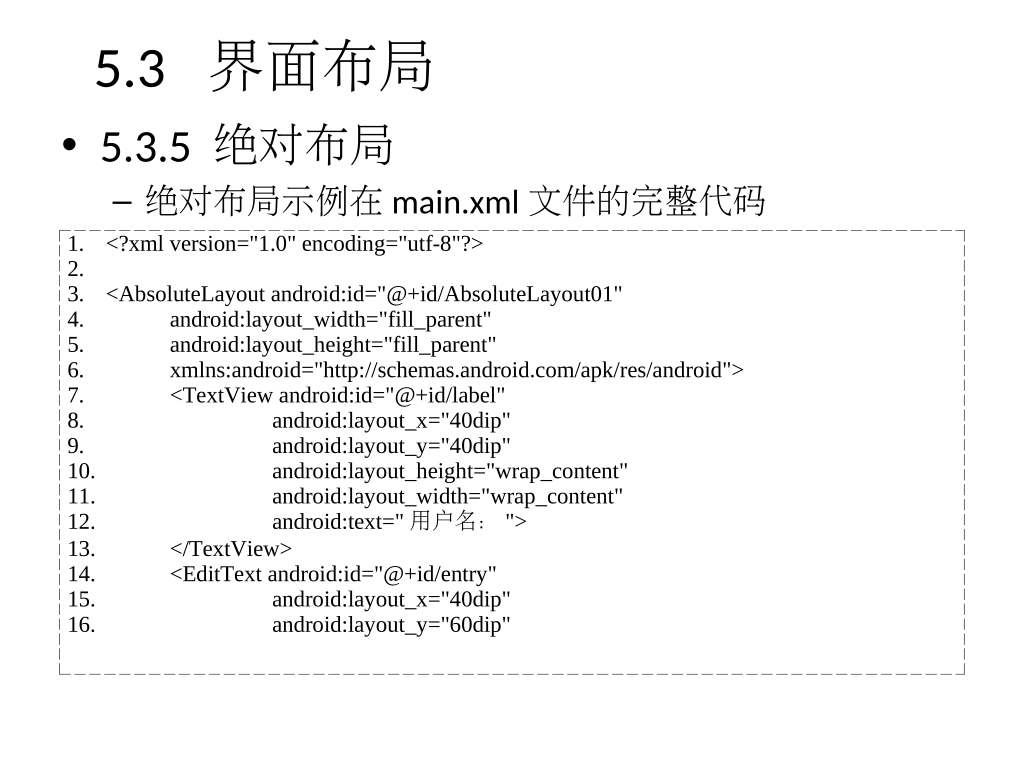 5.3 界面布局
• 5.3.5 绝对布局
– 绝对布局示例在 main.xml 文件的完整代码
1. <?xml version="1.0" encoding="utf-8"?>
2.
3. <AbsoluteLayout android:id="@+id/AbsoluteLayout01"
4. android:layout_width="fill_parent"
5. android:layout_height="fill_parent"
6. xmlns:android="http://schemas.android.com/apk/res/android">
7. <TextView android:id="@+id/label"
8. android:layout_x="40dip"
9. android:layout_y="40dip"
10. android:layout_height="wrap_content"
11. android:layout_width="wrap_content"
12. android:text=" 用户名： ">
13. </TextView>
14. <EditText android:id="@+id/entry"
15. android:layout_x="40dip"
16. android:layout_y="60dip"